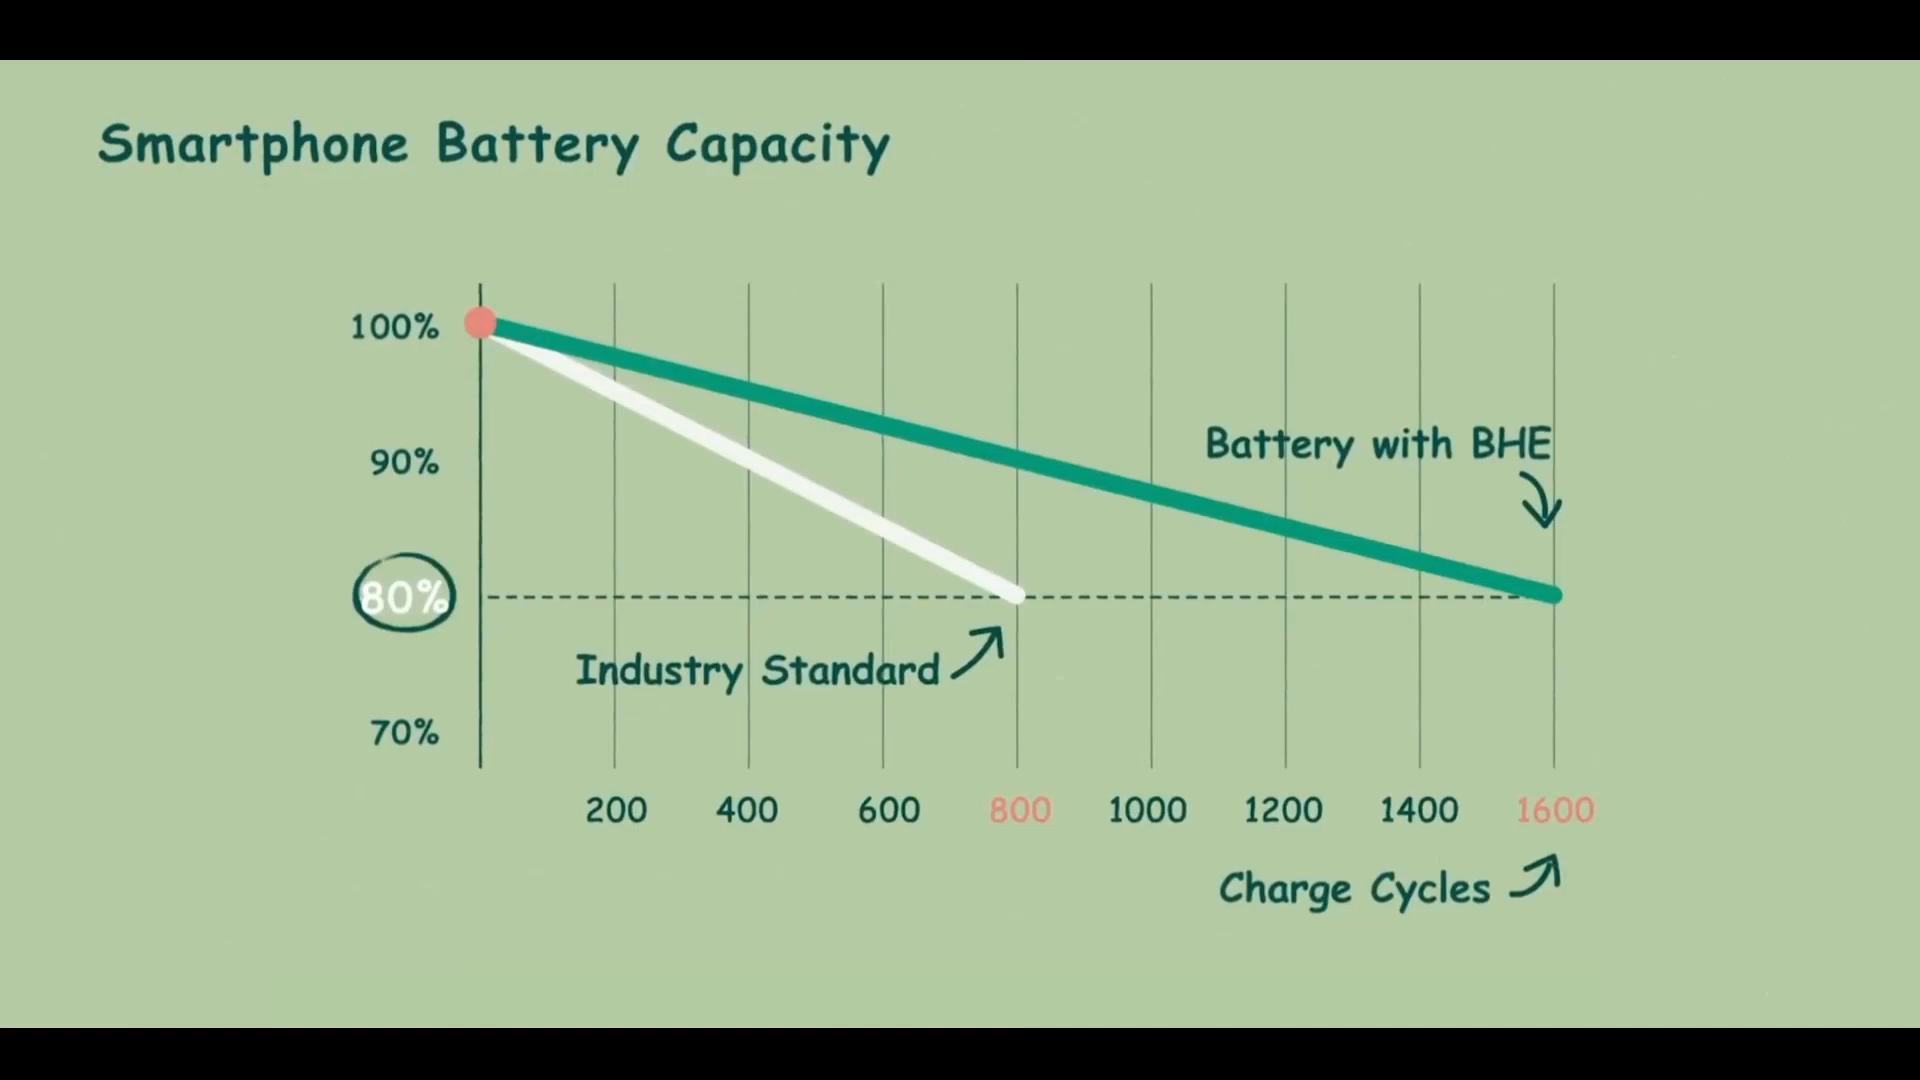 Smartphone Battery Capacity
100%
90%
Battery with BHE
80%
Industry Standard
70%
200 400 600 800 1000 1200 1400 1600
Charge Cycles